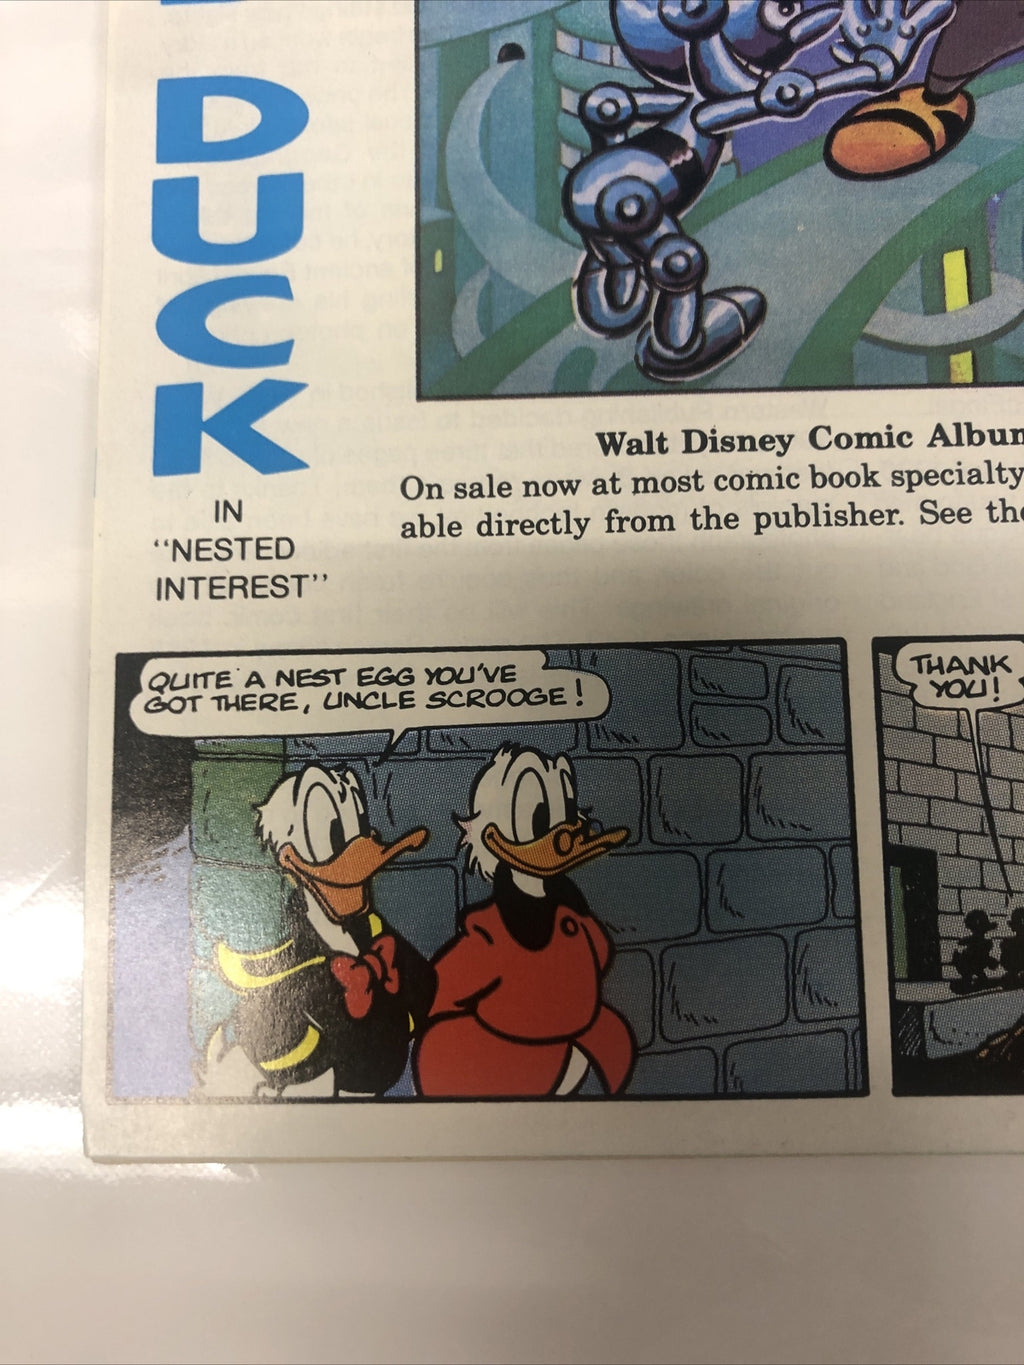 DUCK
IN
"NESTED
INTEREST"
Walt Disney Comic Album
On sale now at most comic book specialty
able directly from the publisher. See the
QUITE A NEST EGG YOU'VE
GOT THERE, UNCLE SCROOGE!
THANK
YOU!